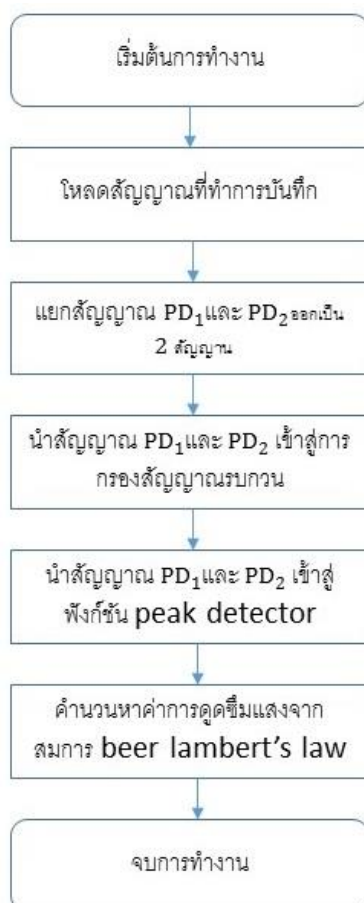 เริ่มต้นการทำงาน
โหลดสัญญาณที่ทำการบันทึก
แยกสัญญาณ PD₁และ PD₂ออกเป็น
2 สัญญาน
นำสัญญาณ PD₁และ PD₂ เข้าสู่การ
กรองสัญญาณรบกวน
นำสัญญาณ PD₁และ PD₂ เข้าสู่
ฟังก์ชัน peak detector
คำนวนหาค่าการดูดซึมแสงจาก
สมการ beer lambert's law
จบการทำงาน